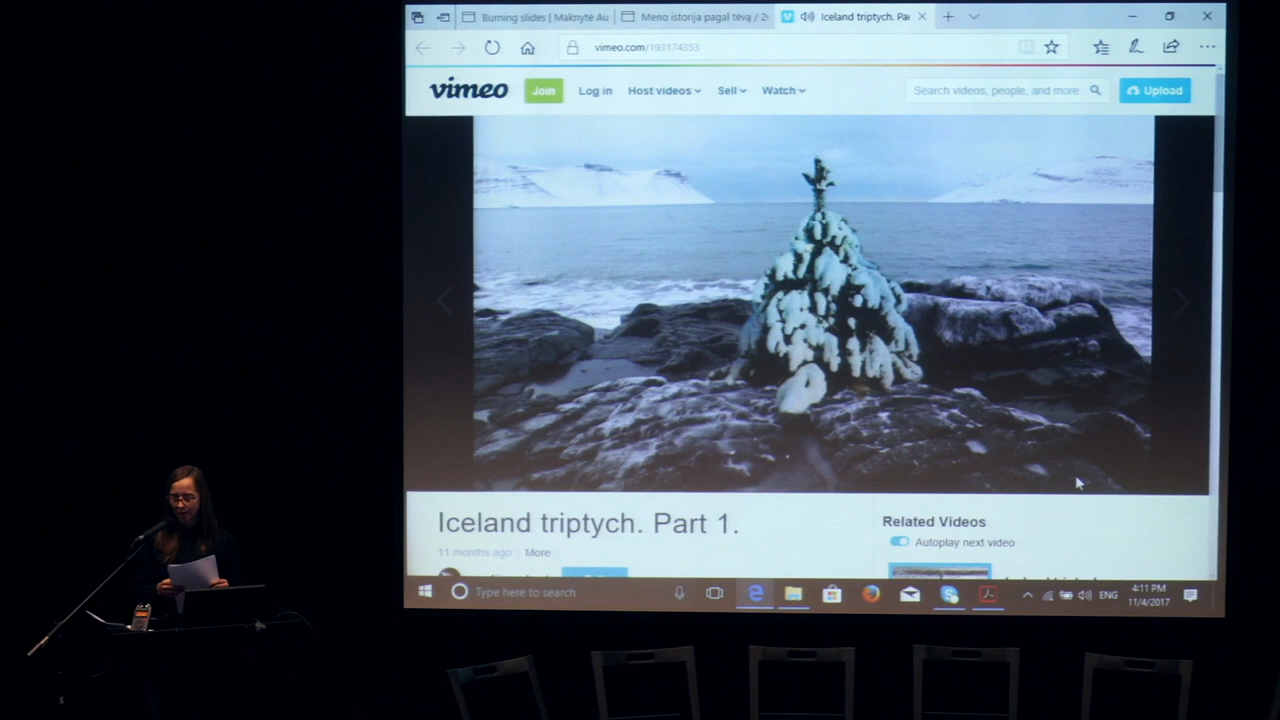 Burning slides | Maknytė Au
Meno istorija pagal tėvą / 2
Iceland triptych. Par
vimeo.com/193174353
vimeo
Join
Log in
Host videos
Sell
Watch
Search videos, people, and more
Upload
Iceland triptych. Part 1.
11 months ago
More
Related Videos
Autoplay next video
Type here to search
ENG
4:11 PM
11/4/2017